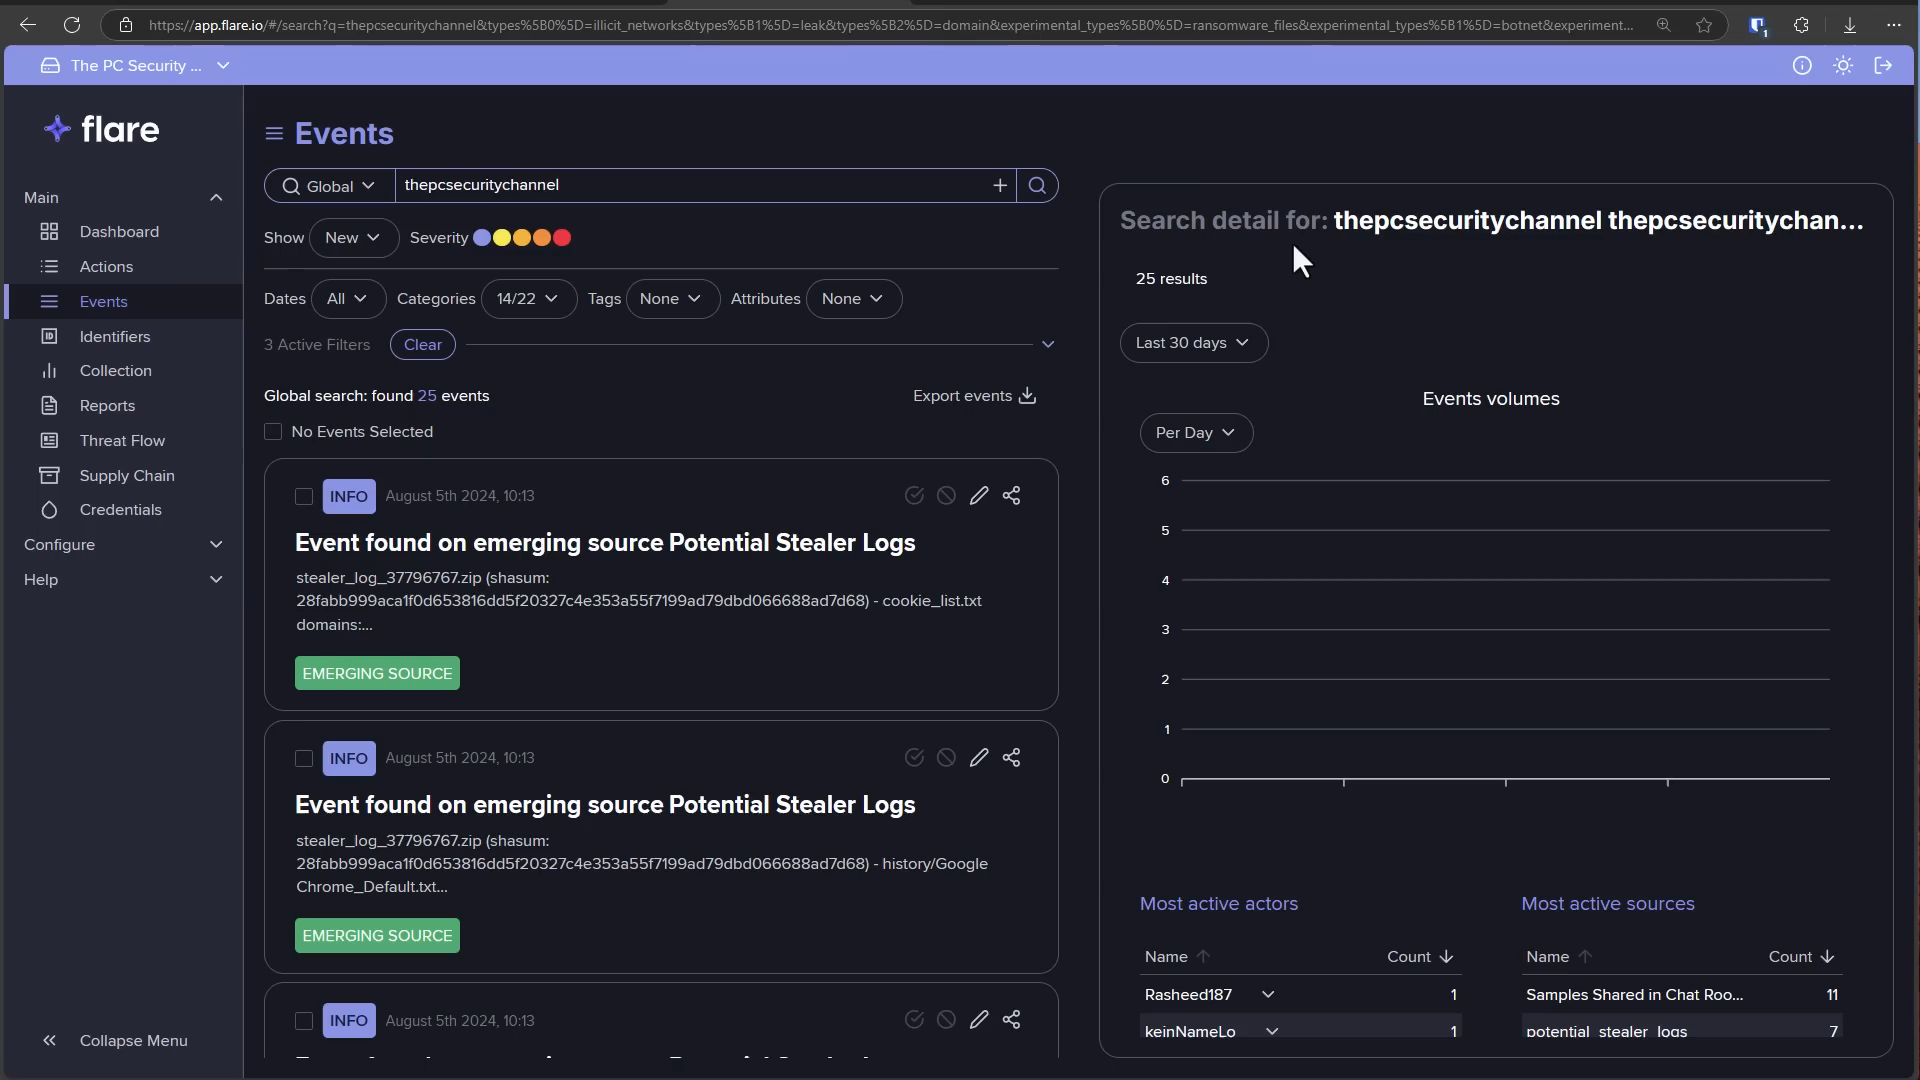 https://app.flare.io/#/search?q=thepcsecuritychannel&types%5B0%5D=illicit_networks&types%5B1%5D=leak&types%5B2%5D=domain&experimental_types%5B0%5D=ransomware_files&experimental_types%5B1%5D=botnet&experiment...
1
The PC Security ...
flare
Main
Dashboard
Actions
Events
Identifiers
Collection
Reports
Threat Flow
Supply Chain
Credentials
Configure
Help
Collapse Menu
Events
Global
thepcsecuritychannel
Show New Severity
Dates All Categories 14/22 Tags None Attributes None
3 Active Filters Clear
Global search: found 25 events
Export events
No Events Selected
INFO August 5th 2024, 10:13
Event found on emerging source Potential Stealer Logs
stealer_log_37796767.zip (shasum:
28fabb999aca1f0d653816dd5f20327c4e353a55f7199ad79dbd066688ad7d68) - cookie_list.txt
domains:...
EMERGING SOURCE
INFO August 5th 2024, 10:13
Event found on emerging source Potential Stealer Logs
stealer_log_37796767.zip (shasum:
28fabb999aca1f0d653816dd5f20327c4e353a55f7199ad79dbd066688ad7d68) - history/Google
Chrome_Default.txt...
EMERGING SOURCE
INFO August 5th 2024, 10:13
Search detail for: thepcsecuritychannel thepcsecuritychan...
25 results
Last 30 days
Events volumes
Per Day
6
5
4
3
2
1
0
Most active actors
Name Count
Rasheed187 1
keinNameLo 1
Most active sources
Name Count
Samples Shared in Chat Roo... 11
potential_stealer_logs 7